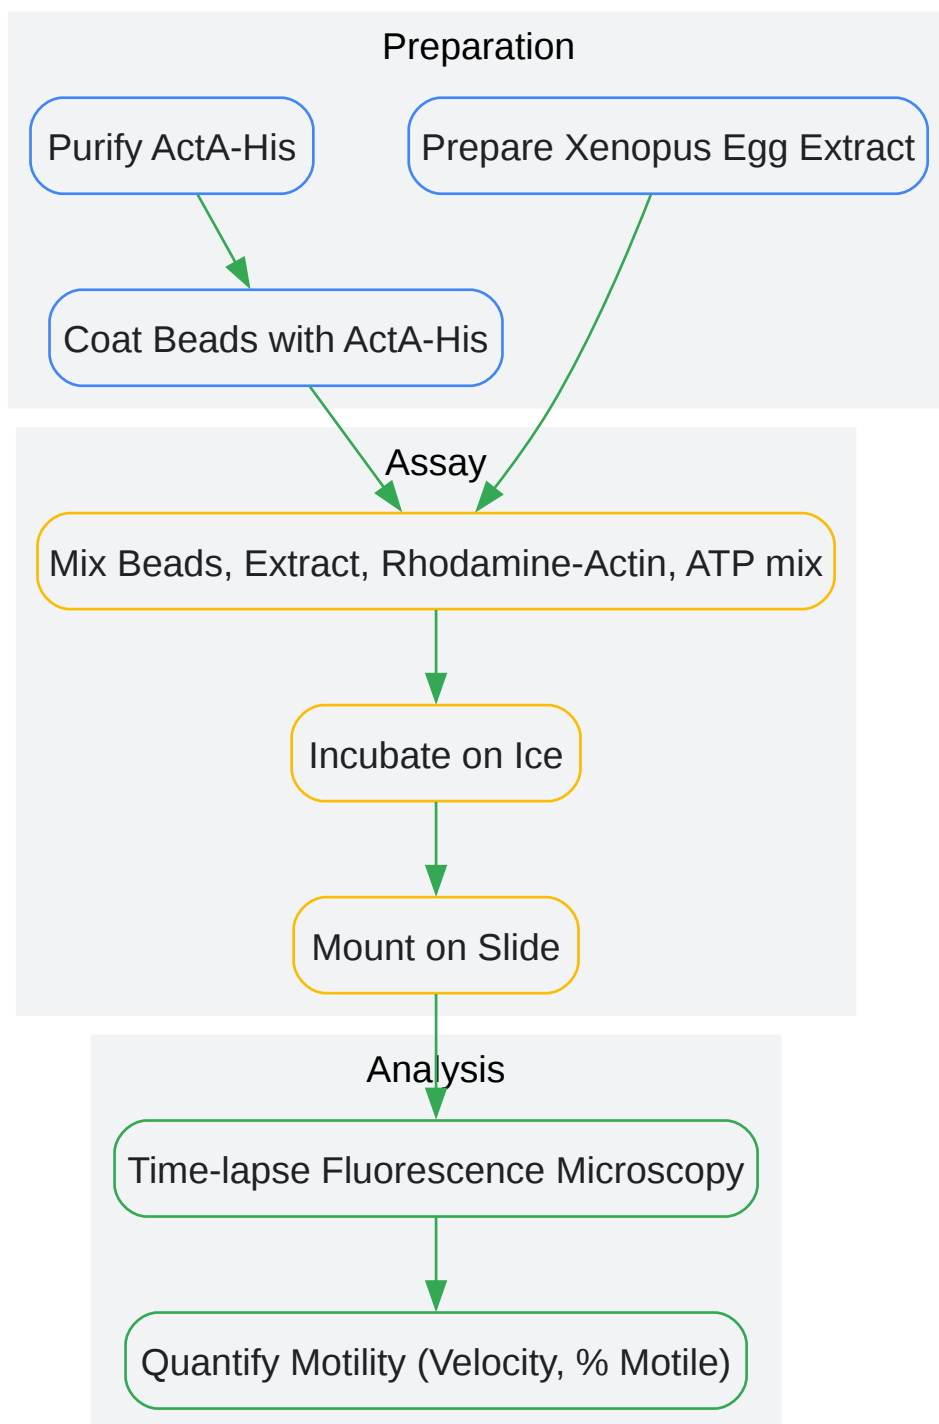 Preparation
Purify ActA-His
Prepare Xenopus Egg Extract
Coat Beads with ActA-His
Assay
Mix Beads, Extract, Rhodamine-Actin, ATP mix
Incubate on Ice
Mount on Slide
Analysis
Time-lapse Fluorescence Microscopy
Quantify Motility (Velocity, % Motile)